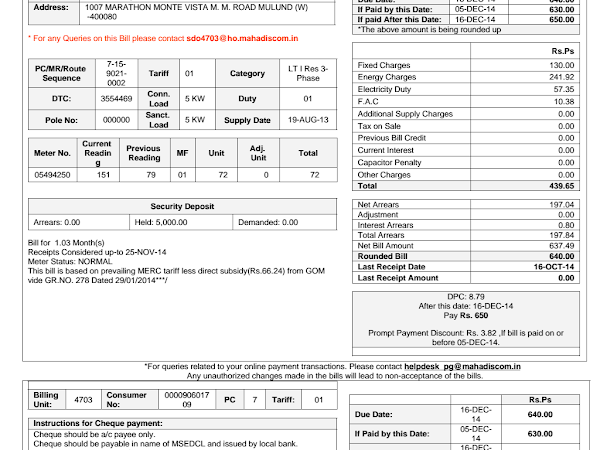 Address: 1007 MARATHON MONTE VISTA M. M. ROAD MULUND (W)
-400080
* For any Queries on this Bill please contact sdo4703@ho.mahadiscom.in
PC/MR/Route Sequence 7-15-9021-0002 Tariff 01 Category LT I Res 3-Phase
DTC: 3554469 Conn. Load 5 KW Duty 01
Pole No: 000000 Sanct. Load 5 KW Supply Date 19-AUG-13
Meter No. Current Reading Previous Reading MF Unit Adj. Unit Total
05494250 151 79 01 72 0 72
Security Deposit
Arrears: 0.00 Held: 5,000.00 Demanded: 0.00
Bill for 1.03 Month(s)
Receipts Considered up-to 25-NOV-14
Meter Status: NORMAL
This bill is based on prevailing MERC tariff less direct subsidy(Rs.66.24) from GOM
vide GR.NO. 278 Dated 29/01/2014***/
If Paid by this Date: 05-DEC-14 630.00
If paid After this Date: 16-DEC-14 650.00
*The above amount is being rounded up
Rs.Ps
Fixed Charges 130.00
Energy Charges 241.92
Electricity Duty 57.35
F.A.C 10.38
Additional Supply Charges 0.00
Tax on Sale 0.00
Previous Bill Credit 0.00
Current Interest 0.00
Capacitor Penalty 0.00
Other Charges 0.00
Total 439.65
Net Arrears 197.04
Adjustment 0.00
Interest Arrears 0.80
Total Arrears 197.84
Net Bill Amount 637.49
Rounded Bill 640.00
Last Receipt Date 16-OCT-14
Last Receipt Amount 0.00
DPC: 8.79
After this date: 16-DEC-14
Pay Rs. 650
Prompt Payment Discount: Rs. 3.82 ,If bill is paid on or
before 05-DEC-14.
*For queries related to your online payment transactions. Please contact helpdesk_pg@mahadiscom.in
Any unauthorized changes made in the bills will lead to non-acceptance of the bills.
Billing Unit: 4703 Consumer No: 000090601709 PC 7 Tariff: 01
Instructions for Cheque payment:
Cheque should be a/c payee only.
Cheque should be payable in name of MSEDCL and issued by local bank.
Rs.Ps
Due Date: 16-DEC-14 640.00
If Paid by this Date: 05-DEC-14 630.00
16-DEC-